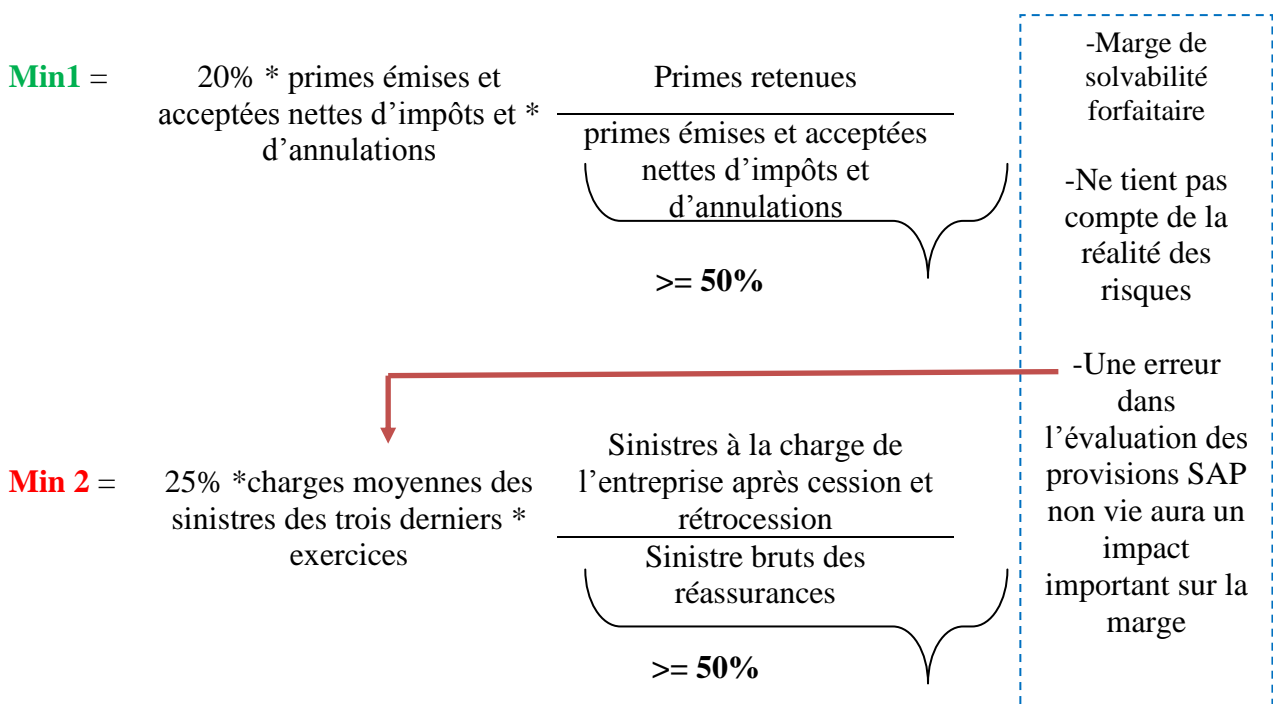 Min1 =
20% * primes émises et
acceptées nettes d’impôts et *
d’annulations
Primes retenues
primes émises et acceptées
nettes d’impôts et
d’annulations
>= 50%
Min 2 =
25% *charges moyennes des
sinistres des trois derniers *
exercices
Sinistres à la charge de
l’entreprise après cession et
rétrocession
Sinistre bruts des
réassurances
>= 50%
-Marge de
solvabilité
forfaitaire
-Ne tient pas
compte de la
réalité des
risques
-Une erreur
dans
l’évaluation des
provisions SAP
non vie aura un
impact
important sur la
marge